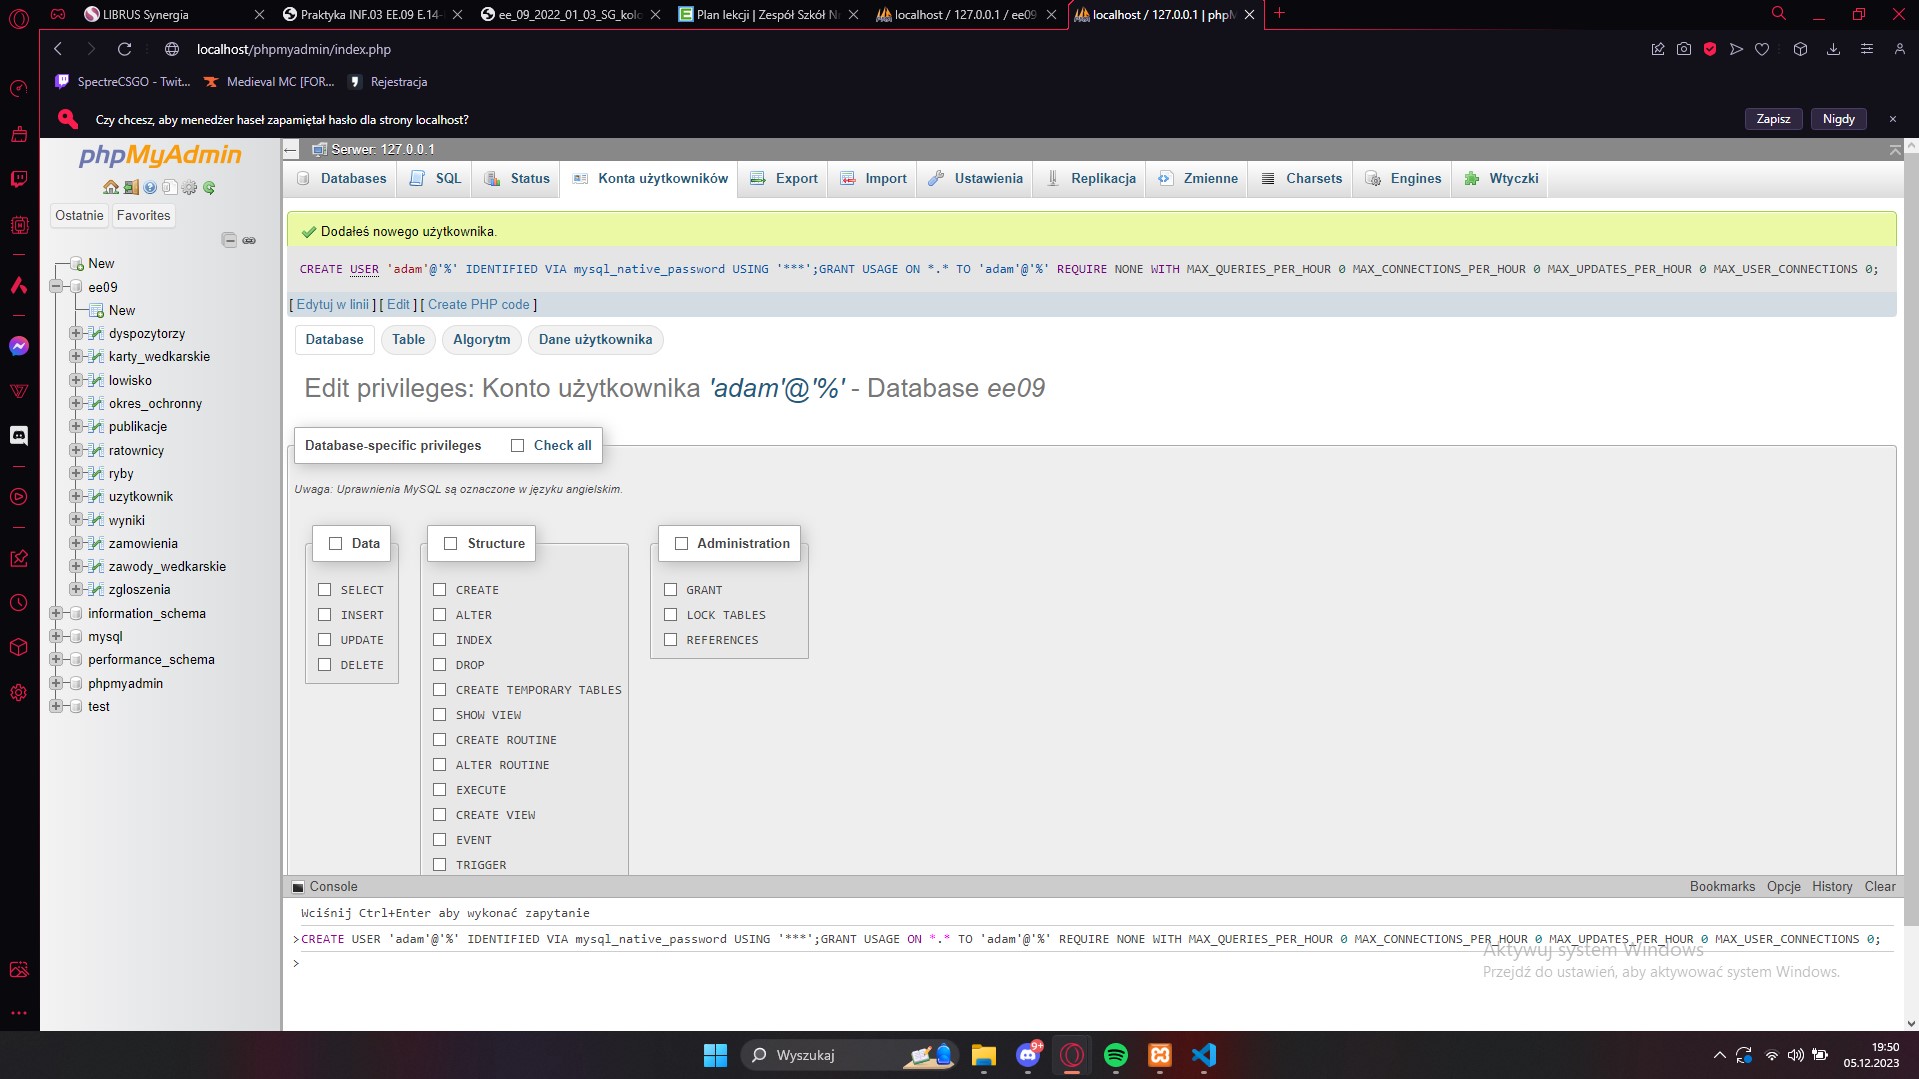 LIBRUS Synergia
Praktyka INF.03 EE.09 E.14-
ee_09_2022_01_03_SG_kolo
Plan lekcji | Zespół Szkół Nr
localhost / 127.0.0.1 / ee09
localhost / 127.0.0.1 | phpM
localhost/phpmyadmin/index.php
SpectreCSGO - Twit...
Medieval MC [FOR...
Rejestracja
Czy chcesz, aby menedżer haseł zapamiętał hasło dla strony localhost?
Zapisz
Nigdy
phpMyAdmin
Ostatnie
Favorites
New
ee09
New
dyspozytorzy
karty_wedkarskie
lowisko
okres_ochronny
publikacje
ratownicy
ryby
uzytkownik
wyniki
zamowienia
zawody_wedkarskie
zgloszenia
information_schema
mysql
performance_schema
phpmyadmin
test
Serwer: 127.0.0.1
Databases
SQL
Status
Konta użytkowników
Export
Import
Ustawienia
Replikacja
Zmienne
Charsets
Engines
Wtyczki
Dodałeś nowego użytkownika.
CREATE USER 'adam'@'%' IDENTIFIED VIA mysql_native_password USING '***';GRANT USAGE ON *.* TO 'adam'@'%' REQUIRE NONE WITH MAX_QUERIES_PER_HOUR 0 MAX_CONNECTIONS_PER_HOUR 0 MAX_UPDATES_PER_HOUR 0 MAX_USER_CONNECTIONS 0;
[ Edytuj w linii ] [ Edit ] [ Create PHP code ]
Database
Table
Algorytm
Dane użytkownika
Edit privileges: Konto użytkownika 'adam'@'%' - Database ee09
Database-specific privileges
Check all
Uwaga: Uprawnienia MySQL są oznaczone w języku angielskim.
Data
SELECT
INSERT
UPDATE
DELETE
Structure
CREATE
ALTER
INDEX
DROP
CREATE TEMPORARY TABLES
SHOW VIEW
CREATE ROUTINE
ALTER ROUTINE
EXECUTE
CREATE VIEW
EVENT
TRIGGER
Administration
GRANT
LOCK TABLES
REFERENCES
Console
Bookmarks
Opcje
History
Clear
Wciśnij Ctrl+Enter aby wykonać zapytanie
>CREATE USER 'adam'@'%' IDENTIFIED VIA mysql_native_password USING '***';GRANT USAGE ON *.* TO 'adam'@'%' REQUIRE NONE WITH MAX_QUERIES_PER_HOUR 0 MAX_CONNECTIONS_PER_HOUR 0 MAX_UPDATES_PER_HOUR 0 MAX_USER_CONNECTIONS 0;
>
Aktywuj system Windows
Przejdź do ustawień, aby aktywować system Windows.
Wyszukaj
9+
19:50
05.12.2023